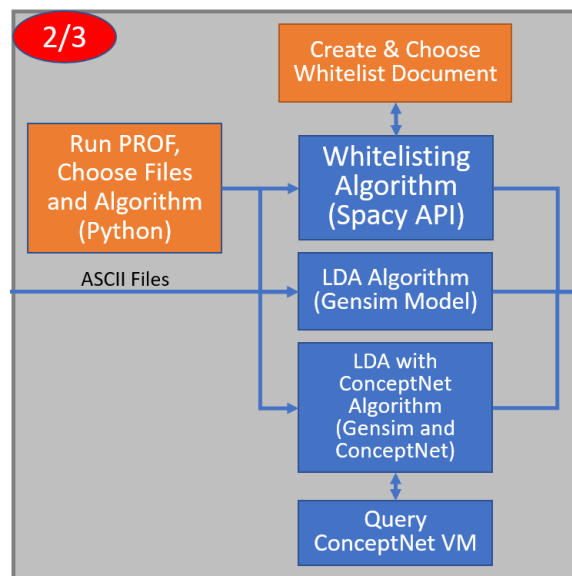 2/3
Create & Choose
Whitelist Document
Run PROF,
Choose Files
and Algorithm
(Python)
Whitelisting
Algorithm
(Spacy API)
ASCII Files
LDA Algorithm
(Gensim Model)
LDA with
ConceptNet
Algorithm
(Gensim and
ConceptNet)
Query
ConceptNet VM